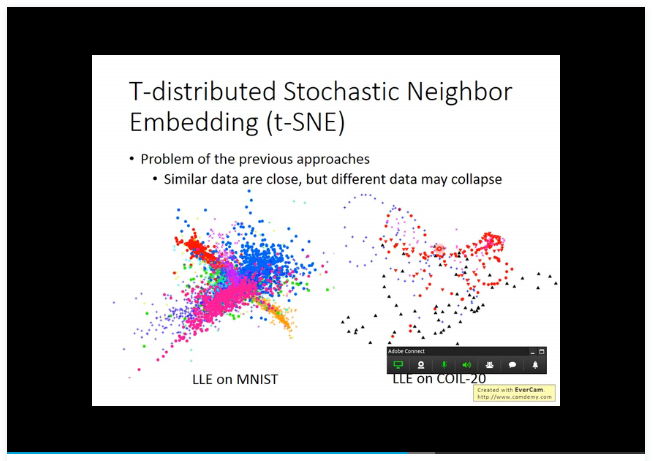 T-distributed Stochastic Neighbor
Embedding (t-SNE)
• Problem of the previous approaches
• Similar data are close, but different data may collapse
Adobe Connect
LLE on MNIST
LLE on COIL-20
Created with EverCam.
http://www.camdemy.com